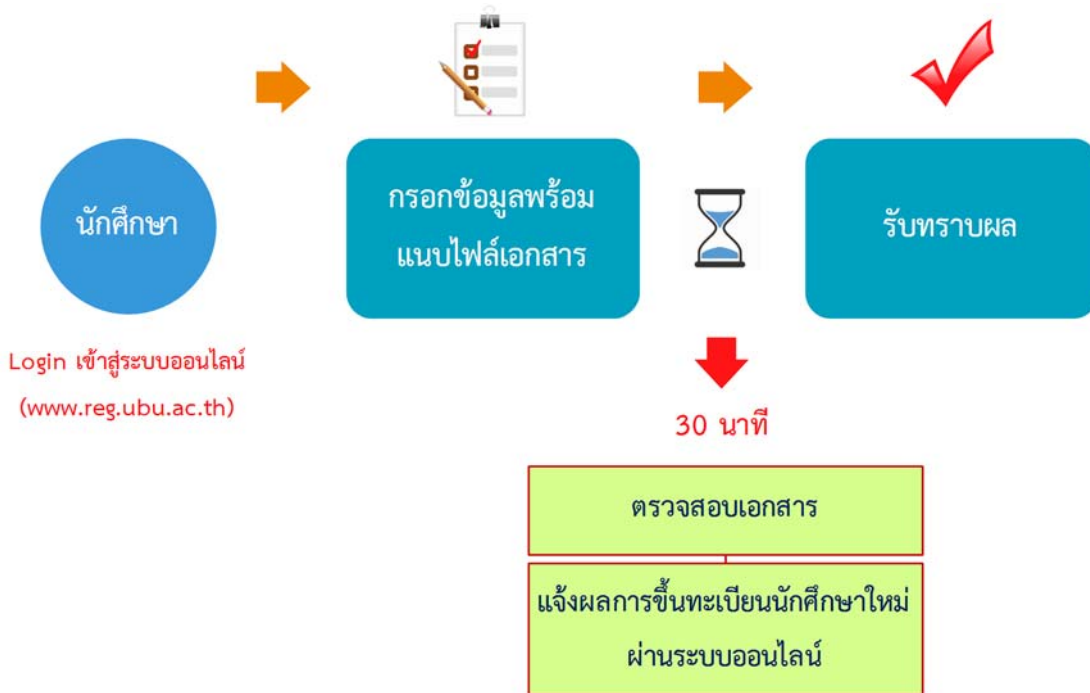 นักศึกษา
Login เข้าสู่ระบบออนไลน์
(www.reg.ubu.ac.th)
กรอกข้อมูลพร้อม
แนบไฟล์เอกสาร
รับทราบผล
30 นาที
ตรวจสอบเอกสาร
แจ้งผลการขึ้นทะเบียนนักศึกษาใหม่
ผ่านระบบออนไลน์